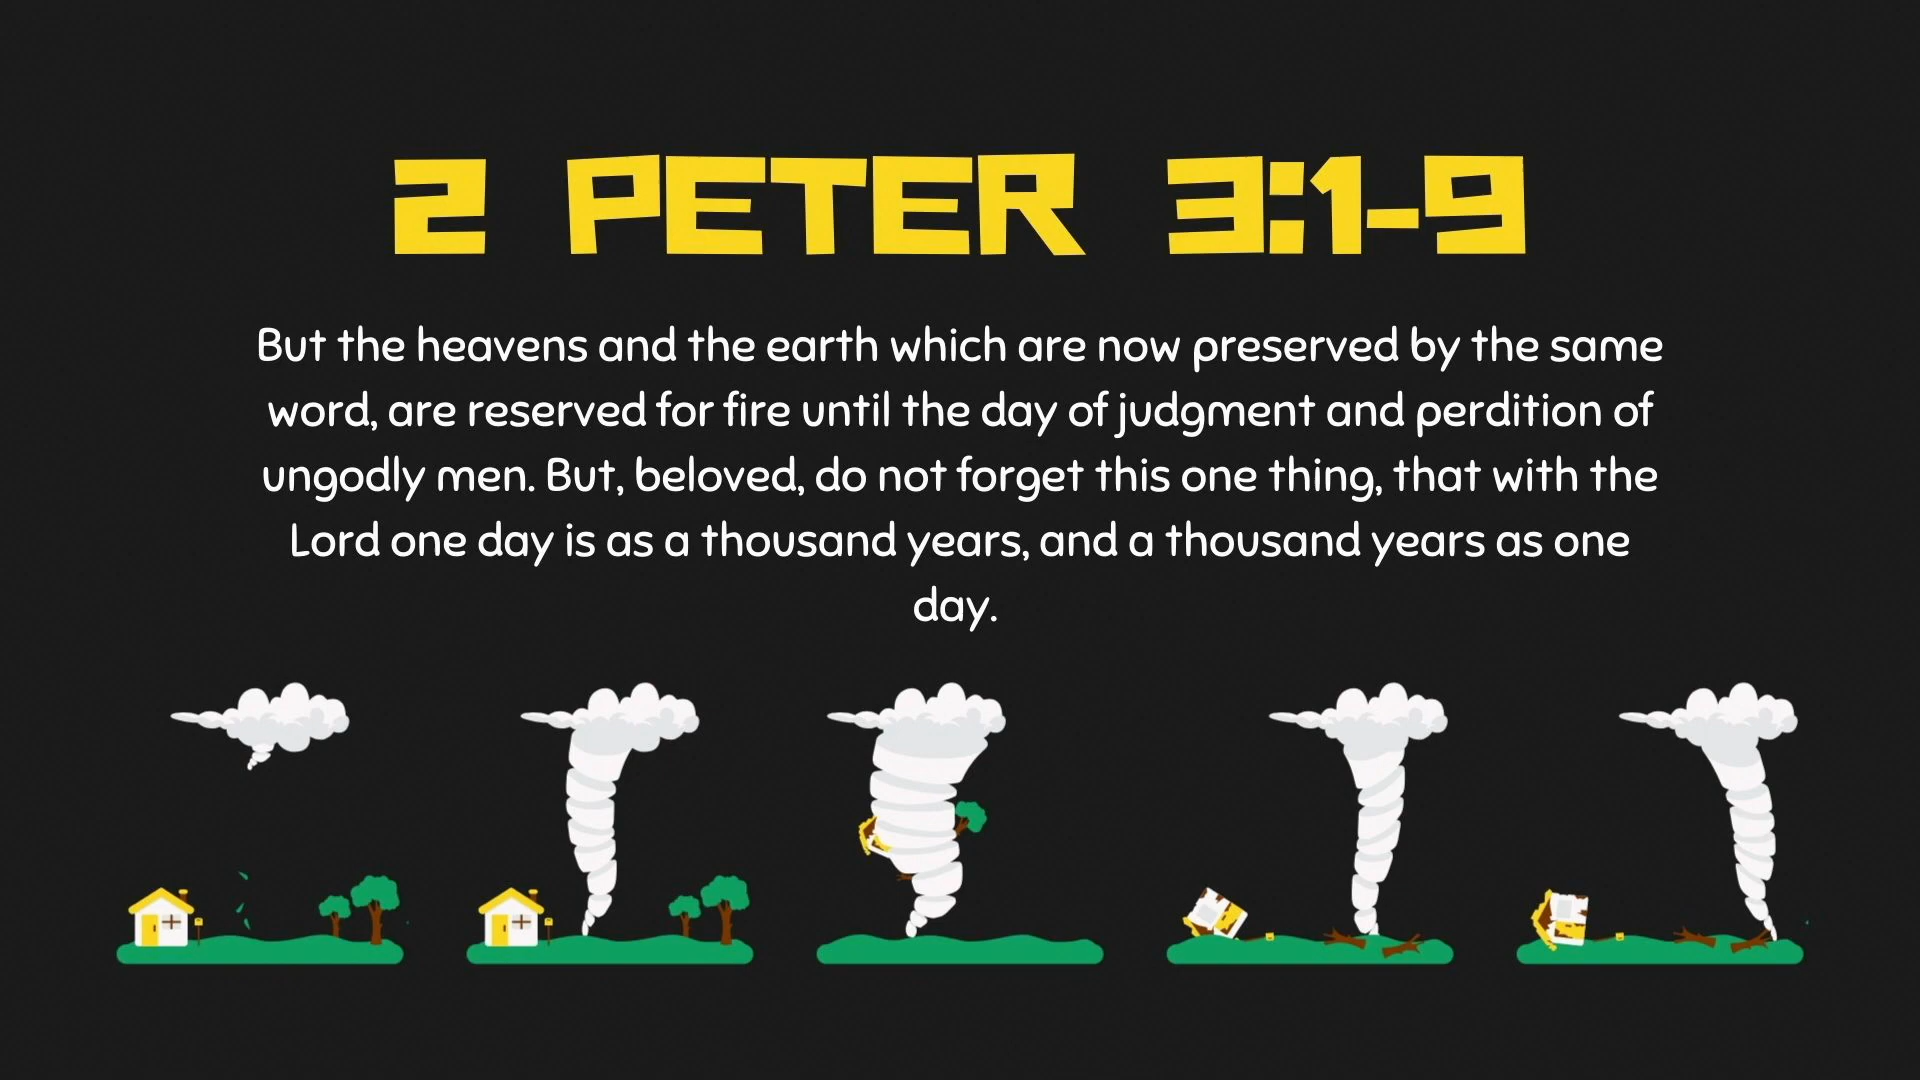 2 PETER 3:1-9
But the heavens and the earth which are now preserved by the same
word, are reserved for fire until the day of judgment and perdition of
ungodly men. But, beloved, do not forget this one thing, that with the
Lord one day is as a thousand years, and a thousand years as one
day.